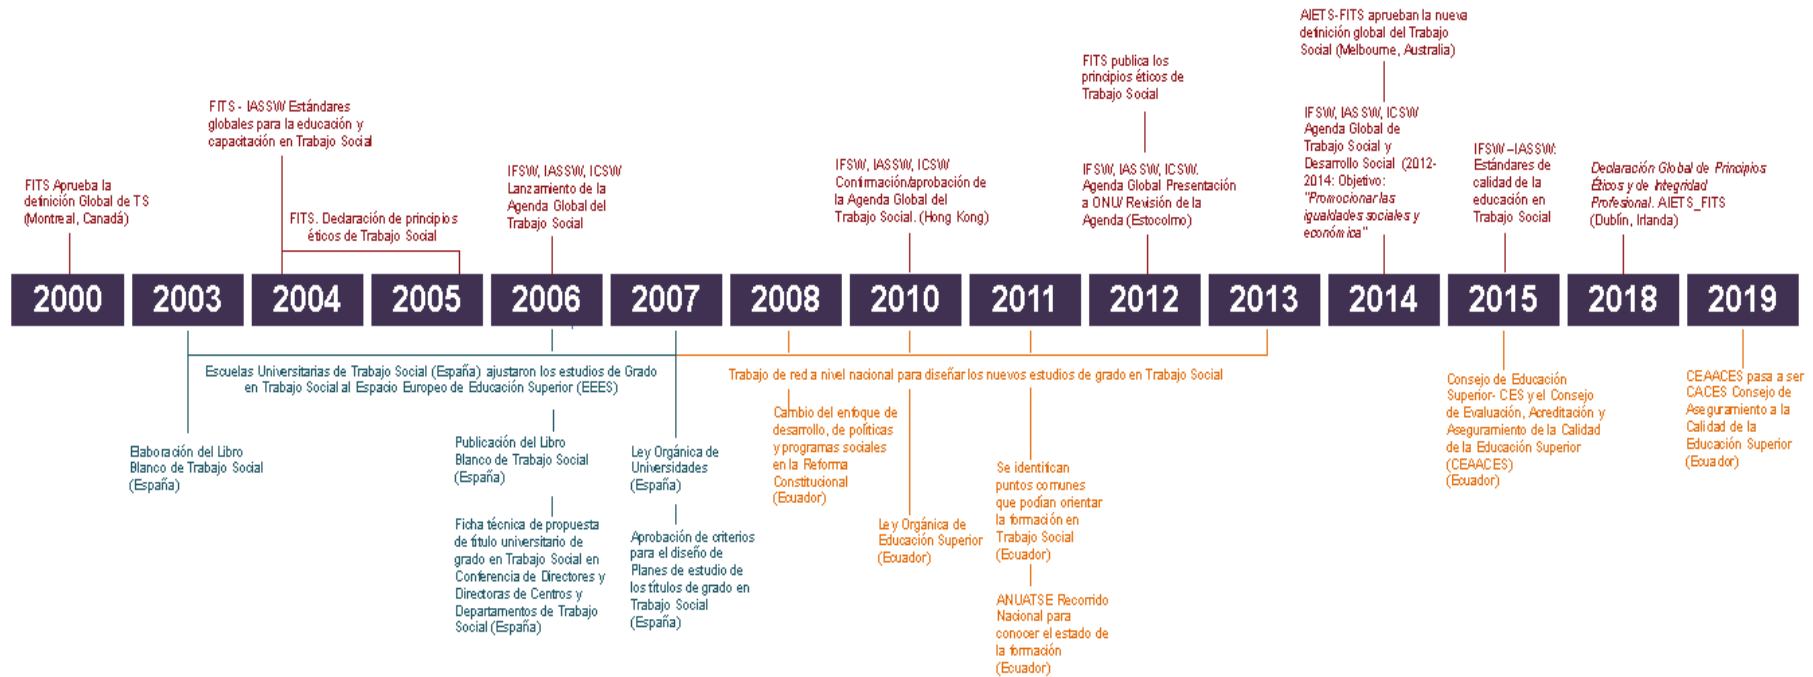 AIETS-FITS aprueban la nueva
definición global del Trabajo
Social (Melbourne, Australia)
FITS publica los
principios éticos de
Trabajo Social
FITS - IASSW Estándares
globales para la educación y
capacitación en Trabajo Social
IFSW, IASSW, ICSW
Agenda Global de
Trabajo Social y
Desarrollo Social (2012-
2014: Objetivo:
"Promocionar las
igualdades sociales y
económica"
IFSW –IASSW:
Estándares de
calidad de la
educación en
Trabajo Social
Declaración Global de Principios
Éticos y de Integridad
Profesional. AIETS_FITS
(Dublín, Irlanda)
FITS Aprueba la
definición Global de TS
(Montreal, Canadá)
FITS. Declaración de principios
éticos de Trabajo Social
IFSW, IASSW, ICSW
Lanzamiento de la
Agenda Global del
Trabajo Social
IFSW, IASSW, ICSW
Confirmación/aprobación de
la Agenda Global del
Trabajo Social. (Hong Kong)
IFSW, IASSW, ICSW.
Agenda Global Presentación
a ONU/ Revisión de la
Agenda (Estocolmo)
2000 2003 2004 2005 2006 2007 2008 2010 2011 2012 2013 2014 2015 2018 2019
Escuelas Universitarias de Trabajo Social (España) ajustaron los estudios de Grado
en Trabajo Social al Espacio Europeo de Educación Superior (EEES)
Trabajo de red a nivel nacional para diseñar los nuevos estudios de grado en Trabajo Social
Elaboración del Libro
Blanco de Trabajo Social
(España)
Publicación del Libro
Blanco de Trabajo Social
(España)
Ficha técnica de propuesta
de título universitario de
grado en Trabajo Social en
Conferencia de Directores y
Directoras de Centros y
Departamentos de Trabajo
Social (España)
Ley Orgánica de
Universidades
(España)
Aprobación de criterios
para el diseño de
Planes de estudio de
los títulos de grado en
Trabajo Social
(España)
Cambio del enfoque de
desarrollo, de políticas
y programas sociales
en la Reforma
Constitucional
(Ecuador)
Ley Orgánica de
Educación Superior
(Ecuador)
Se identifican
puntos comunes
que podían orientar
la formación en
Trabajo Social
(Ecuador)
ANUATSE Recorrido
Nacional para
conocer el estado de
la formación
(Ecuador)
Consejo de Educación
Superior- CES y el Consejo
de Evaluación, Acreditación y
Aseguramiento de la Calidad
de la Educación Superior
(CEAACES)
(Ecuador)
CEAACES pasa a ser
CACES Consejo de
Aseguramiento a la
Calidad de la
Educación Superior
(Ecuador)